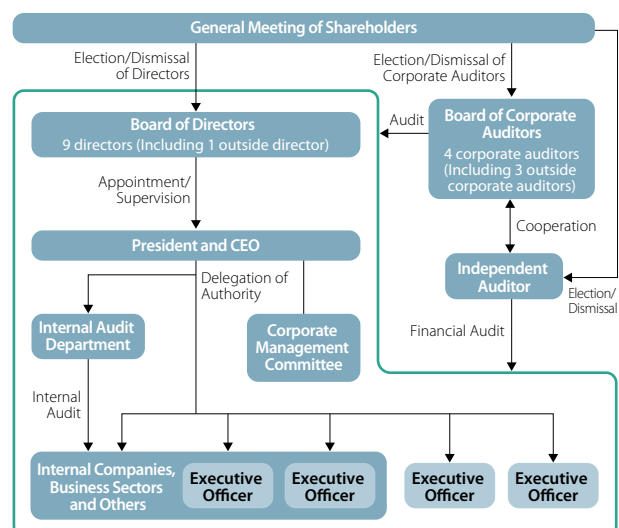 General Meeting of Shareholders
Election/Dismissal
of Directors
Election/Dismissal of
Corporate Auditors
Board of Directors
9 directors (Including 1 outside director)
Audit
Board of Corporate
Auditors
4 corporate auditors
(Including 3 outside
corporate auditors)
Appointment/
Supervision
Cooperation
President and CEO
Independent
Auditor
Election/
Dismissal
Delegation of
Authority
Internal Audit
Department
Corporate
Management
Committee
Financial Audit
Internal
Audit
Internal Companies,
Business Sectors
and Others
Executive
Officer
Executive
Officer
Executive
Officer
Executive
Officer